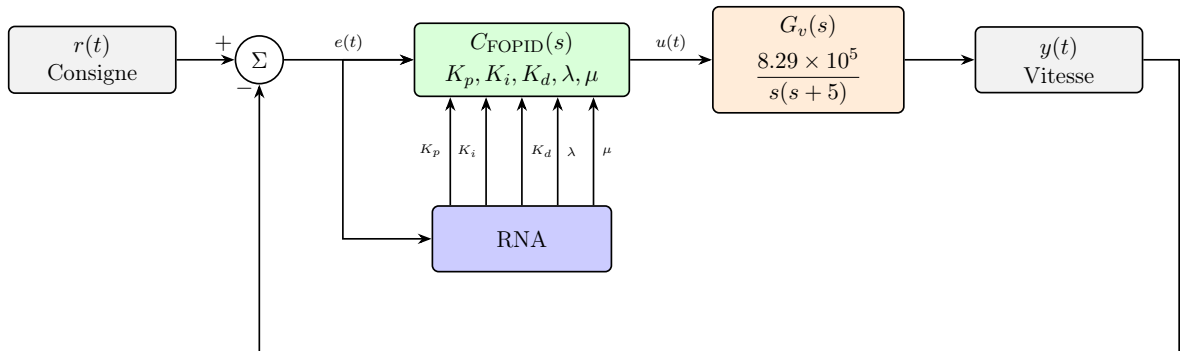 r(t)
Consigne
+
−
Σ
e(t)
C_FOPID(s)
K_p, K_i, K_d, λ, μ
u(t)
G_v(s)
8.29 × 10^5
s(s + 5)
y(t)
Vitesse
K_p K_i K_d λ μ
RNA